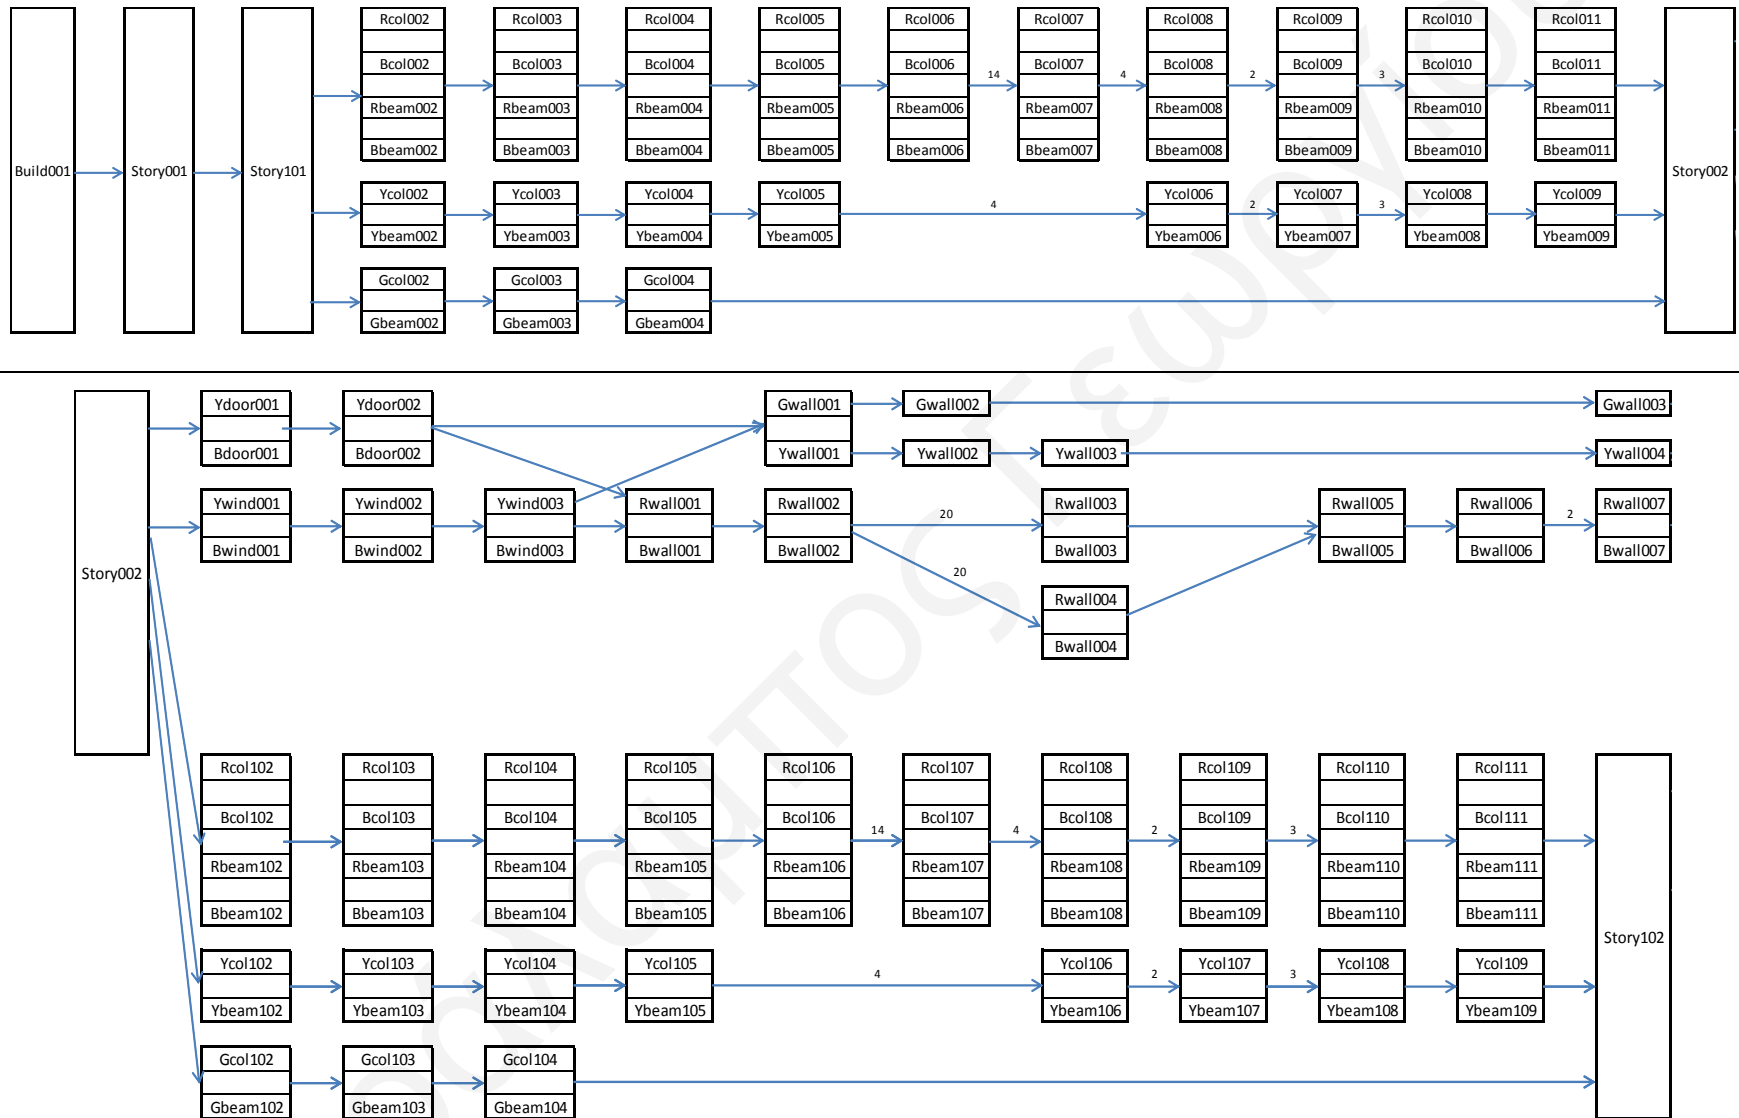 Rcol002 Rcol003 Rcol004 Rcol005 Rcol006 Rcol007 Rcol008 Rcol009 Rcol010 Rcol011
Bcol002 Bcol003 Bcol004 Bcol005 Bcol006 14 Bcol007 4 Bcol008 2 Bcol009 3 Bcol010 Bcol011
Rbeam002 Rbeam003 Rbeam004 Rbeam005 Rbeam006 Rbeam007 Rbeam008 Rbeam009 Rbeam010 Rbeam011
Bbeam002 Bbeam003 Bbeam004 Bbeam005 Bbeam006 Bbeam007 Bbeam008 Bbeam009 Bbeam010 Bbeam011
Build001 Story001 Story101 Story002
Ycol002 Ycol003 Ycol004 Ycol005 4 Ycol006 2 Ycol007 3 Ycol008 Ycol009
Ybeam002 Ybeam003 Ybeam004 Ybeam005 Ybeam006 Ybeam007 Ybeam008 Ybeam009
Gcol002 Gcol003 Gcol004
Gbeam002 Gbeam003 Gbeam004
Ydoor001 Ydoor002 Gwall001 Gwall002 Gwall003
Bdoor001 Bdoor002 Ywall001 Ywall002 Ywall003 Ywall004
Ywind001 Ywind002 Ywind003 Rwall001 Rwall002 20 Rwall003 Rwall005 Rwall006 2 Rwall007
Bwind001 Bwind002 Bwind003 Bwall001 Bwall002 Bwall003 Bwall005 Bwall006 Bwall007
Story002 20
Rwall004
Bwall004
Rcol102 Rcol103 Rcol104 Rcol105 Rcol106 Rcol107 Rcol108 Rcol109 Rcol110 Rcol111
Bcol102 Bcol103 Bcol104 Bcol105 Bcol106 14 Bcol107 4 Bcol108 2 Bcol109 3 Bcol110 Bcol111
Rbeam102 Rbeam103 Rbeam104 Rbeam105 Rbeam106 Rbeam107 Rbeam108 Rbeam109 Rbeam110 Rbeam111
Bbeam102 Bbeam103 Bbeam104 Bbeam105 Bbeam106 Bbeam107 Bbeam108 Bbeam109 Bbeam110 Bbeam111
Story102
Ycol102 Ycol103 Ycol104 Ycol105 4 Ycol106 2 Ycol107 3 Ycol108 Ycol109
Ybeam102 Ybeam103 Ybeam104 Ybeam105 Ybeam106 Ybeam107 Ybeam108 Ybeam109
Gcol102 Gcol103 Gcol104
Gbeam102 Gbeam103 Gbeam104